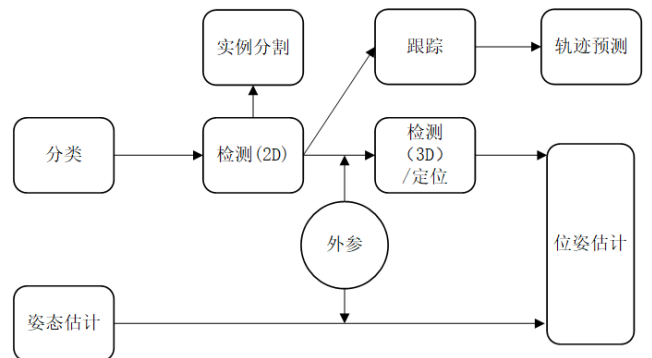 实例分割
跟踪
轨迹预测
分类
检测(2D)
检测
（3D）
/定位
外参
位姿估计
姿态估计